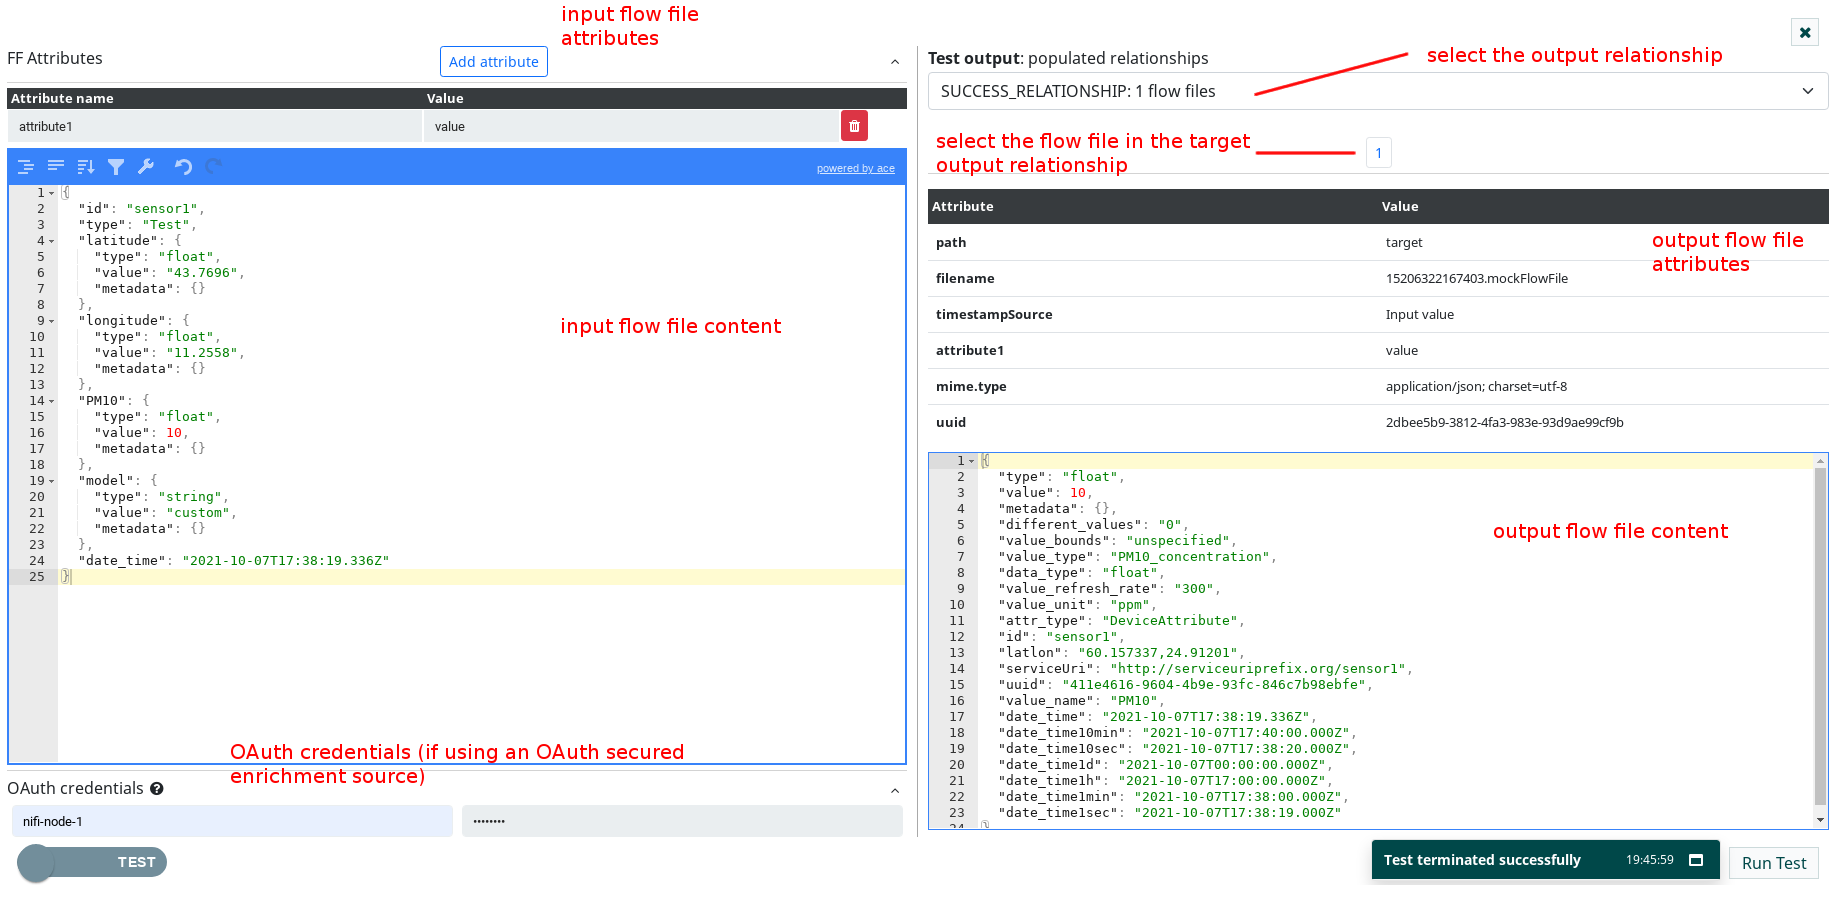 input flow file
attributes
FF Attributes
Add attribute
Attribute name Value
attribute1 value
powered by ace
1 {
2 "id": "sensor1",
3 "type": "Test",
4 "latitude": {
5 "type": "float",
6 "value": "43.7696",
7 "metadata": {}
8 },
9 "longitude": {
10 "type": "float",
11 "value": "11.2558",
12 "metadata": {}
13 },
14 "PM10": {
15 "type": "float",
16 "value": 10,
17 "metadata": {}
18 },
19 "model": {
20 "type": "string",
21 "value": "custom",
22 "metadata": {}
23 },
24 "date_time": "2021-10-07T17:38:19.336Z"
25 }
input flow file content
OAuth credentials (if using an OAuth secured
enrichment source)
OAuth credentials
nifi-node-1 ••••••••
TEST
Test output: populated relationships
select the output relationship
SUCCESS_RELATIONSHIP: 1 flow files
select the flow file in the target
output relationship
1
Attribute Value
path target
filename 15206322167403.mockFlowFile
timestampSource Input value
attribute1 value
mime.type application/json; charset=utf-8
uuid 2dbee5b9-3812-4fa3-983e-93d9ae99cf9b
output flow file
attributes
1 {
2 "type": "float",
3 "value": 10,
4 "metadata": {},
5 "different_values": "0",
6 "value_bounds": "unspecified",
7 "value_type": "PM10_concentration",
8 "data_type": "float",
9 "value_refresh_rate": "300",
10 "value_unit": "ppm",
11 "attr_type": "DeviceAttribute",
12 "id": "sensor1",
13 "latlon": "60.157337,24.91201",
14 "serviceUri": "http://serviceuriprefix.org/sensor1",
15 "uuid": "411e4616-9604-4b9e-93fc-846c7b98ebfe",
16 "value_name": "PM10",
17 "date_time": "2021-10-07T17:38:19.336Z",
18 "date_time10min": "2021-10-07T17:40:00.000Z",
19 "date_time10sec": "2021-10-07T17:38:20.000Z",
20 "date_time1d": "2021-10-07T00:00:00.000Z",
21 "date_time1h": "2021-10-07T17:00:00.000Z",
22 "date_time1min": "2021-10-07T17:38:00.000Z",
23 "date_time1sec": "2021-10-07T17:38:19.000Z"
24 }
output flow file content
Test terminated successfully 19:45:59
Run Test